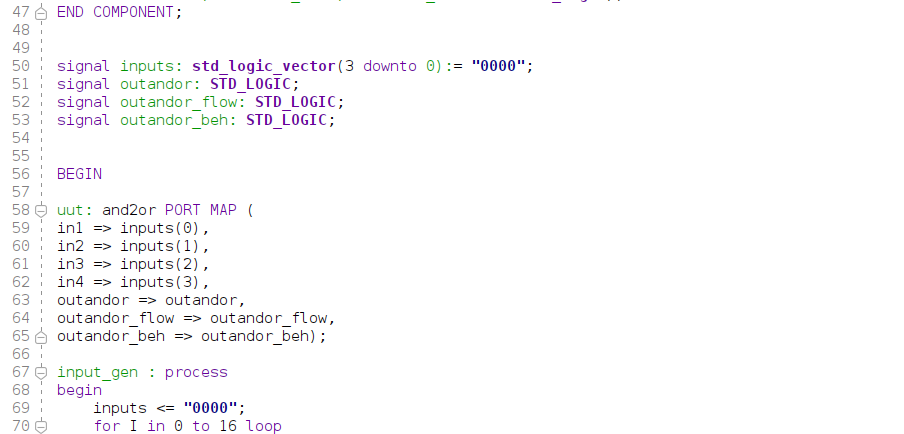 47 END COMPONENT;
48
49
50 signal inputs: std_logic_vector(3 downto 0):= "0000";
51 signal outandor: STD_LOGIC;
52 signal outandor_flow: STD_LOGIC;
53 signal outandor_beh: STD_LOGIC;
54
55
56 BEGIN
57
58 uut: and2or PORT MAP (
59 in1 => inputs(0),
60 in2 => inputs(1),
61 in3 => inputs(2),
62 in4 => inputs(3),
63 outandor => outandor,
64 outandor_flow => outandor_flow,
65 outandor_beh => outandor_beh);
66
67 input_gen : process
68 begin
69     inputs <= "0000";
70     for I in 0 to 16 loop